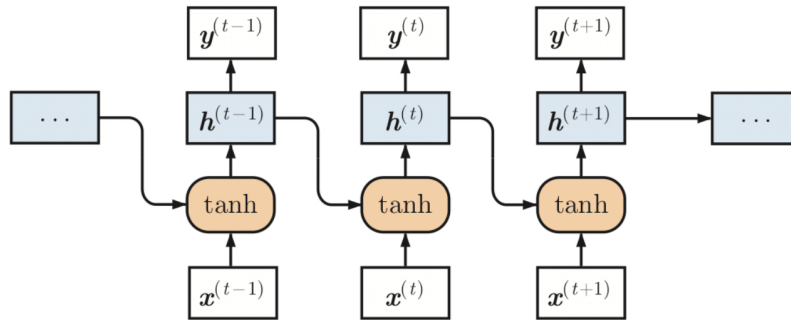 y^(t−1) y^(t) y^(t+1)
... h^(t−1) h^(t) h^(t+1) ...
tanh tanh tanh
x^(t−1) x^(t) x^(t+1)